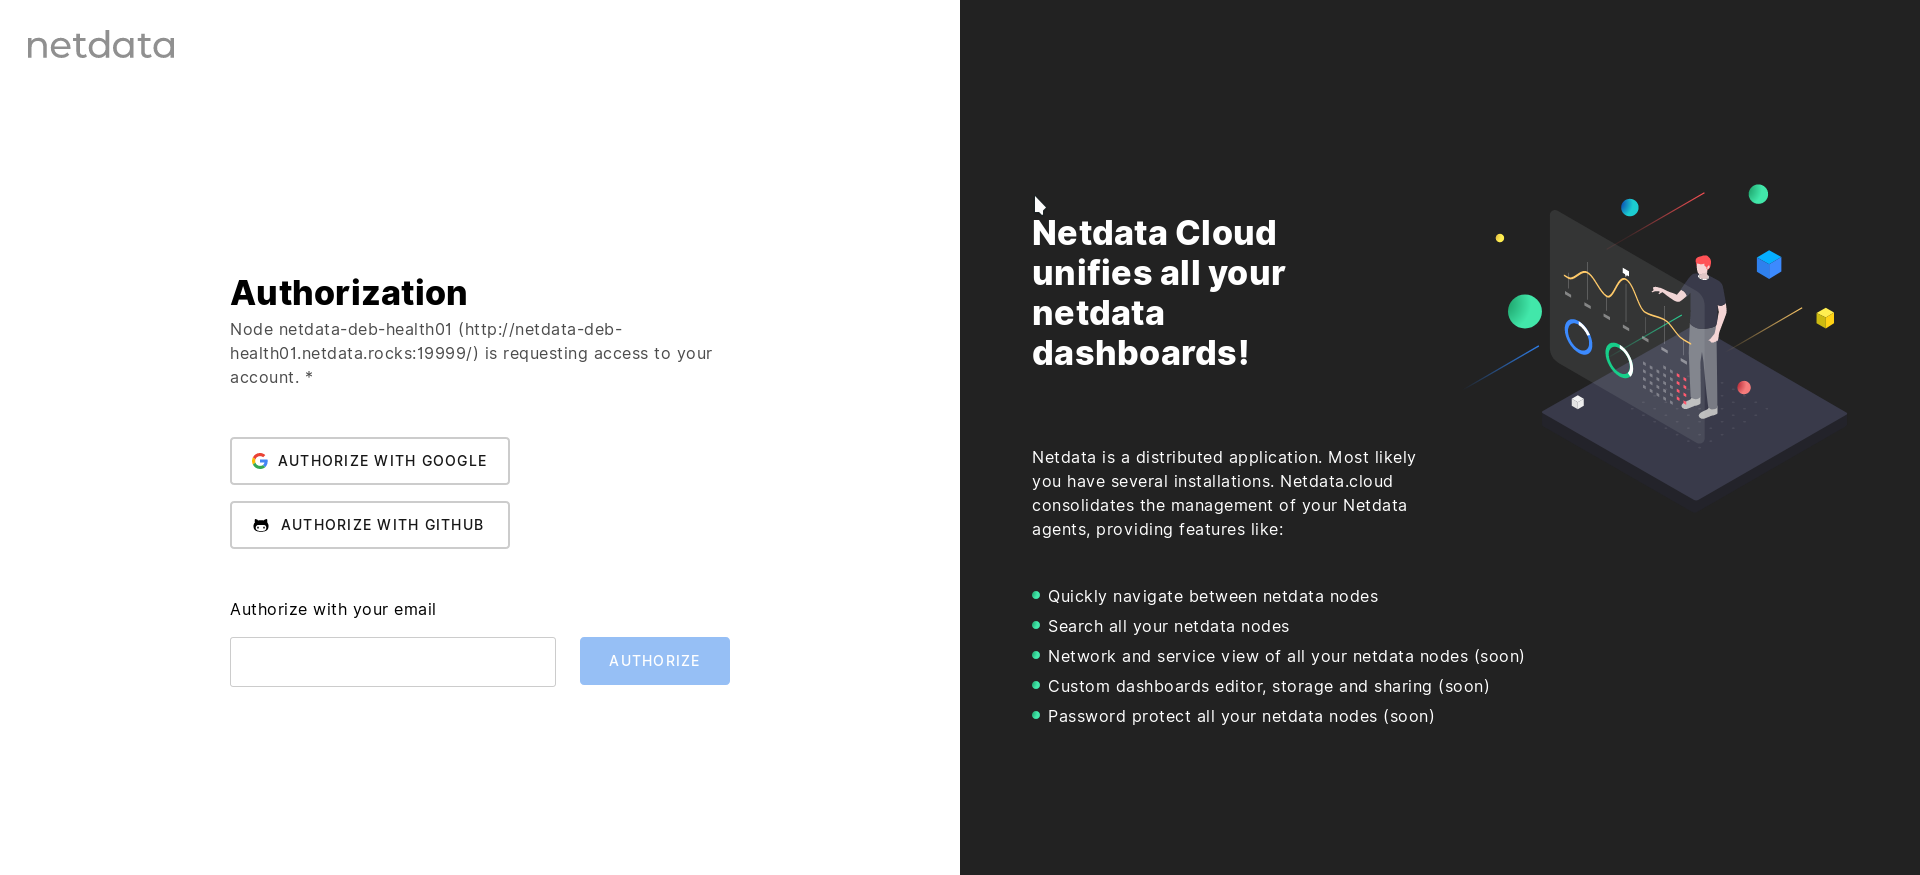 netdata
Authorization
Node netdata-deb-health01 (http://netdata-deb-
health01.netdata.rocks:19999/) is requesting access to your
account. *
AUTHORIZE WITH GOOGLE
AUTHORIZE WITH GITHUB
Authorize with your email
AUTHORIZE
Netdata Cloud
unifies all your
netdata
dashboards!
Netdata is a distributed application. Most likely
you have several installations. Netdata.cloud
consolidates the management of your Netdata
agents, providing features like:
Quickly navigate between netdata nodes
Search all your netdata nodes
Network and service view of all your netdata nodes (soon)
Custom dashboards editor, storage and sharing (soon)
Password protect all your netdata nodes (soon)